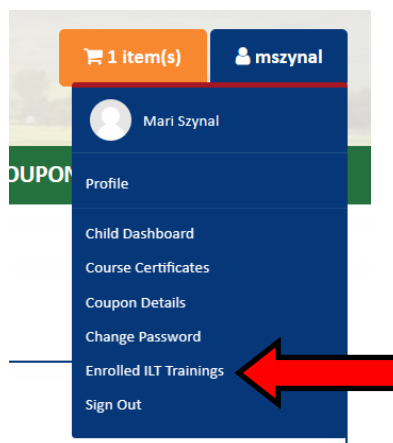 1 item(s)
mszynal
Mari Szynal
OUPON
Profile
Child Dashboard
Course Certificates
Coupon Details
Change Password
Enrolled ILT Trainings
Sign Out